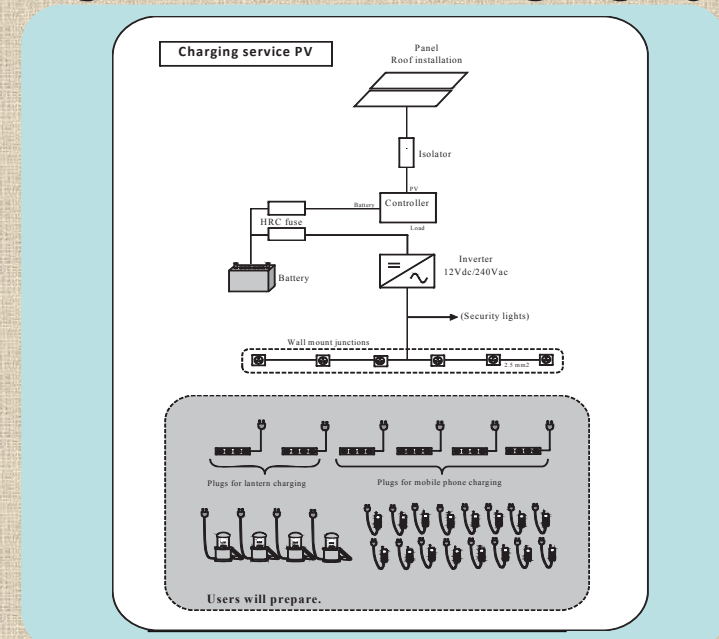 Charging service PV
Panel
Roof installation
Isolator
PV
Battery
Controller
HRC fuse
Load
Battery
Inverter
12Vdc/240Vac
(Security lights)
Wall mount junctions
2.5 mm2
Plugs for lantern charging
Plugs for mobile phone charging
Users will prepare.